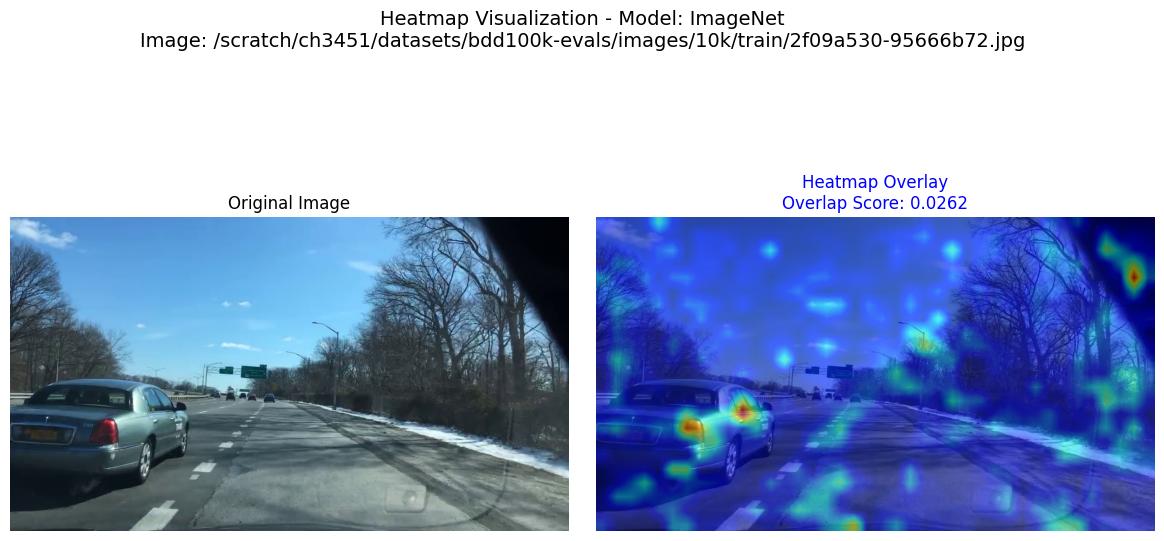 Heatmap Visualization - Model: ImageNet
Image: /scratch/ch3451/datasets/bdd100k-evals/images/10k/train/2f09a530-95666b72.jpg
Original Image
Heatmap Overlay
Overlap Score: 0.0262